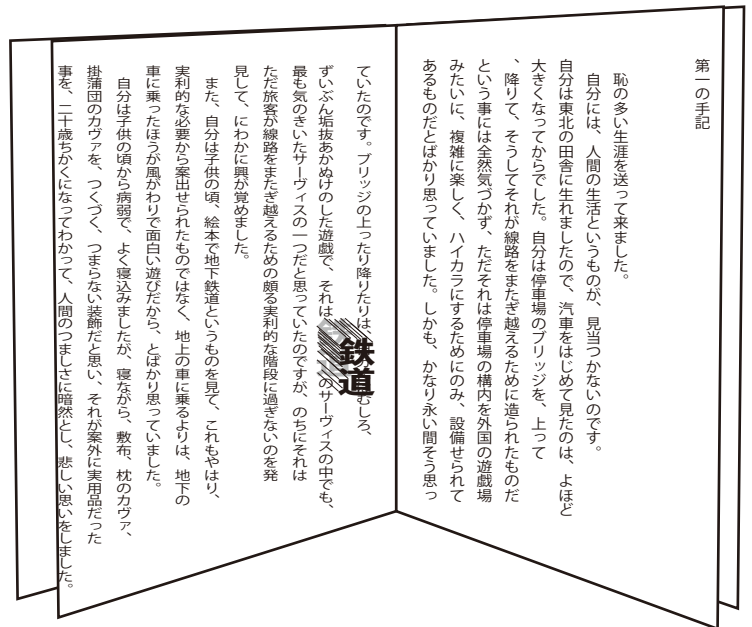 第一の手記
恥の多い生涯を送って来ました。
自分には、人間の生活というものが、見当つかないのです。
自分は東北の田舎に生れましたので、汽車をはじめて見たのは、よほど
大きくなってからでした。自分は停車場のブリッジを、上って
、降りて、そうしてそれが線路をまたぎ越えるために造られたものだ
という事には全然気づかず、ただそれは停車場の構内を外国の遊戯場
みたいに、複雑に楽しく、ハイカラにするためにのみ、設備せられて
あるものだとばかり思っていました。しかも、かなり永い間そう思っ
ていたのです。ブリッジの上ったり降りたりは、むしろ、
ずいぶん垢抜あかぬけのした遊戯で、それは のサーヴィスの中でも、
最も気のきいたサーヴィスの一つだと思っていたのですが、のちにそれは
ただ旅客が線路をまたぎ越えるための頗る実利的な階段に過ぎないのを発
見して、にわかに興が覚めました。
また、自分は子供の頃、絵本で地下鉄道というものを見て、これもやはり、
実利的な必要から案出せられたものではなく、地上の車に乗るよりは、地下の
車に乗ったほうが風がわりで面白い遊びだから、とばかり思っていました。
自分は子供の頃から病弱で、よく寝込みましたが、寝ながら、敷布、枕のカヴァ、
掛蒲団のカヴァを、つくづく、つまらない装飾だと思い、それが案外に実用品だった
事を、二十歳ちかくになってわかって、人間のつましさに暗然とし、悲しい思いをしました。
鉄道